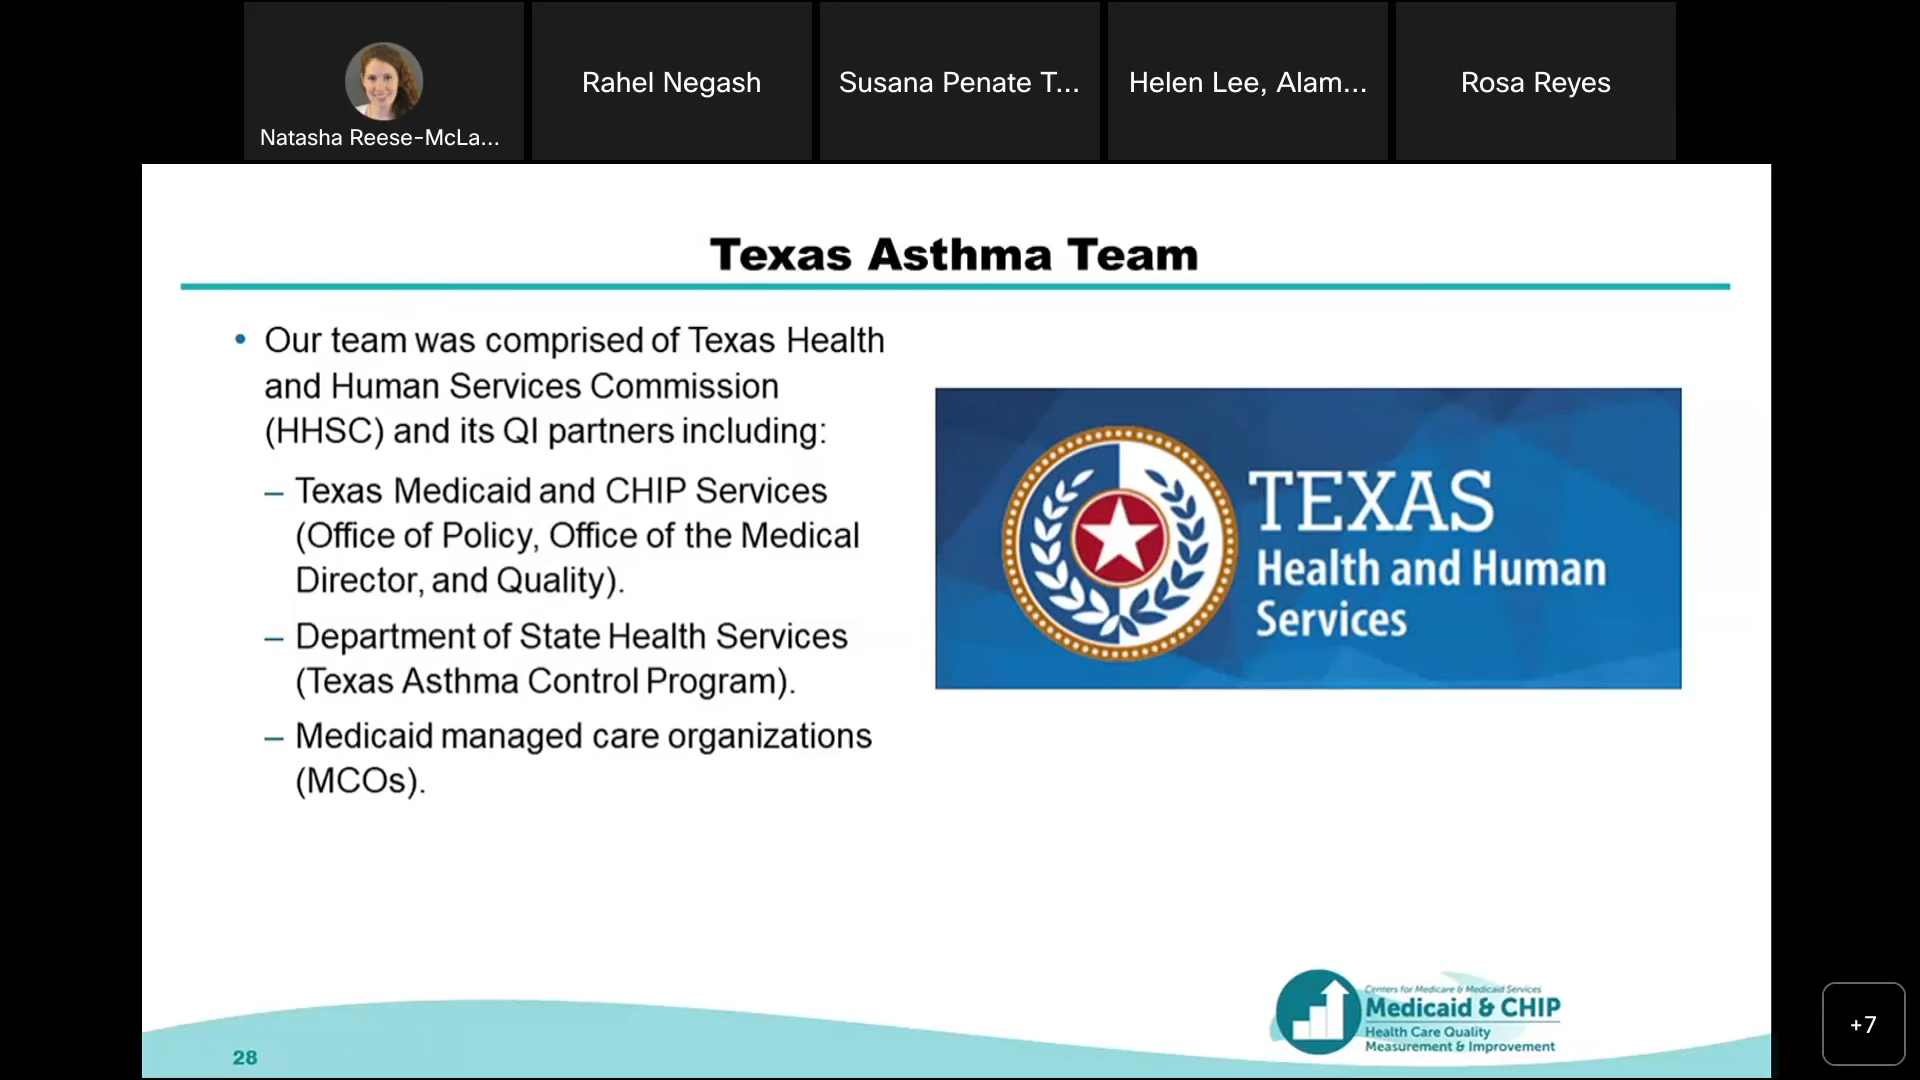 Rahel Negash
Susana Penate T...
Helen Lee, Alam...
Rosa Reyes
Natasha Reese-McLa...
Texas Asthma Team
• Our team was comprised of Texas Health
and Human Services Commission
(HHSC) and its QI partners including:
– Texas Medicaid and CHIP Services
(Office of Policy, Office of the Medical
Director, and Quality).
– Department of State Health Services
(Texas Asthma Control Program).
– Medicaid managed care organizations
(MCOs).
TEXAS
Health and Human
Services
Centers for Medicare & Medicaid Services
Medicaid & CHIP
Health Care Quality
Measurement & Improvement
28
+7